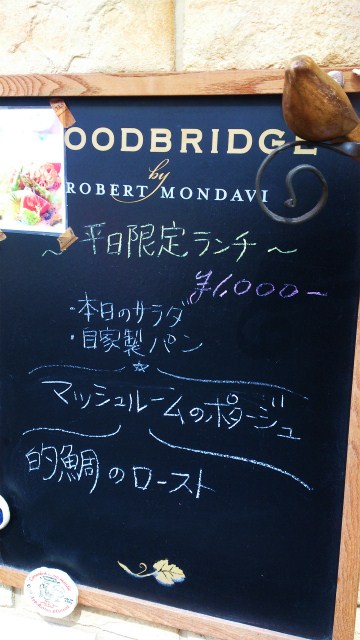 OODBRIDGE
by
ROBERT MONDAVI
～ 平日限定ランチ ～
¥1,000-
・本日のサラダ
・自家製パン
マッシュルームのポタージュ
的鯛のロースト